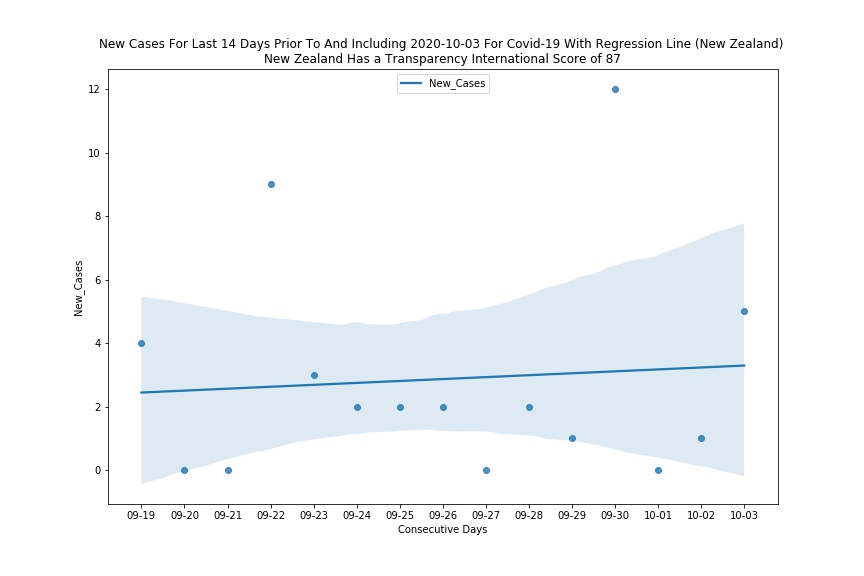 New Cases For Last 14 Days Prior To And Including 2020-10-03 For Covid-19 With Regression Line (New Zealand)
New Zealand Has a Transparency International Score of 87
New_Cases
12
10
8
6
4
2
0
New_Cases
09-19 09-20 09-21 09-22 09-23 09-24 09-25 09-26 09-27 09-28 09-29 09-30 10-01 10-02 10-03
Consecutive Days